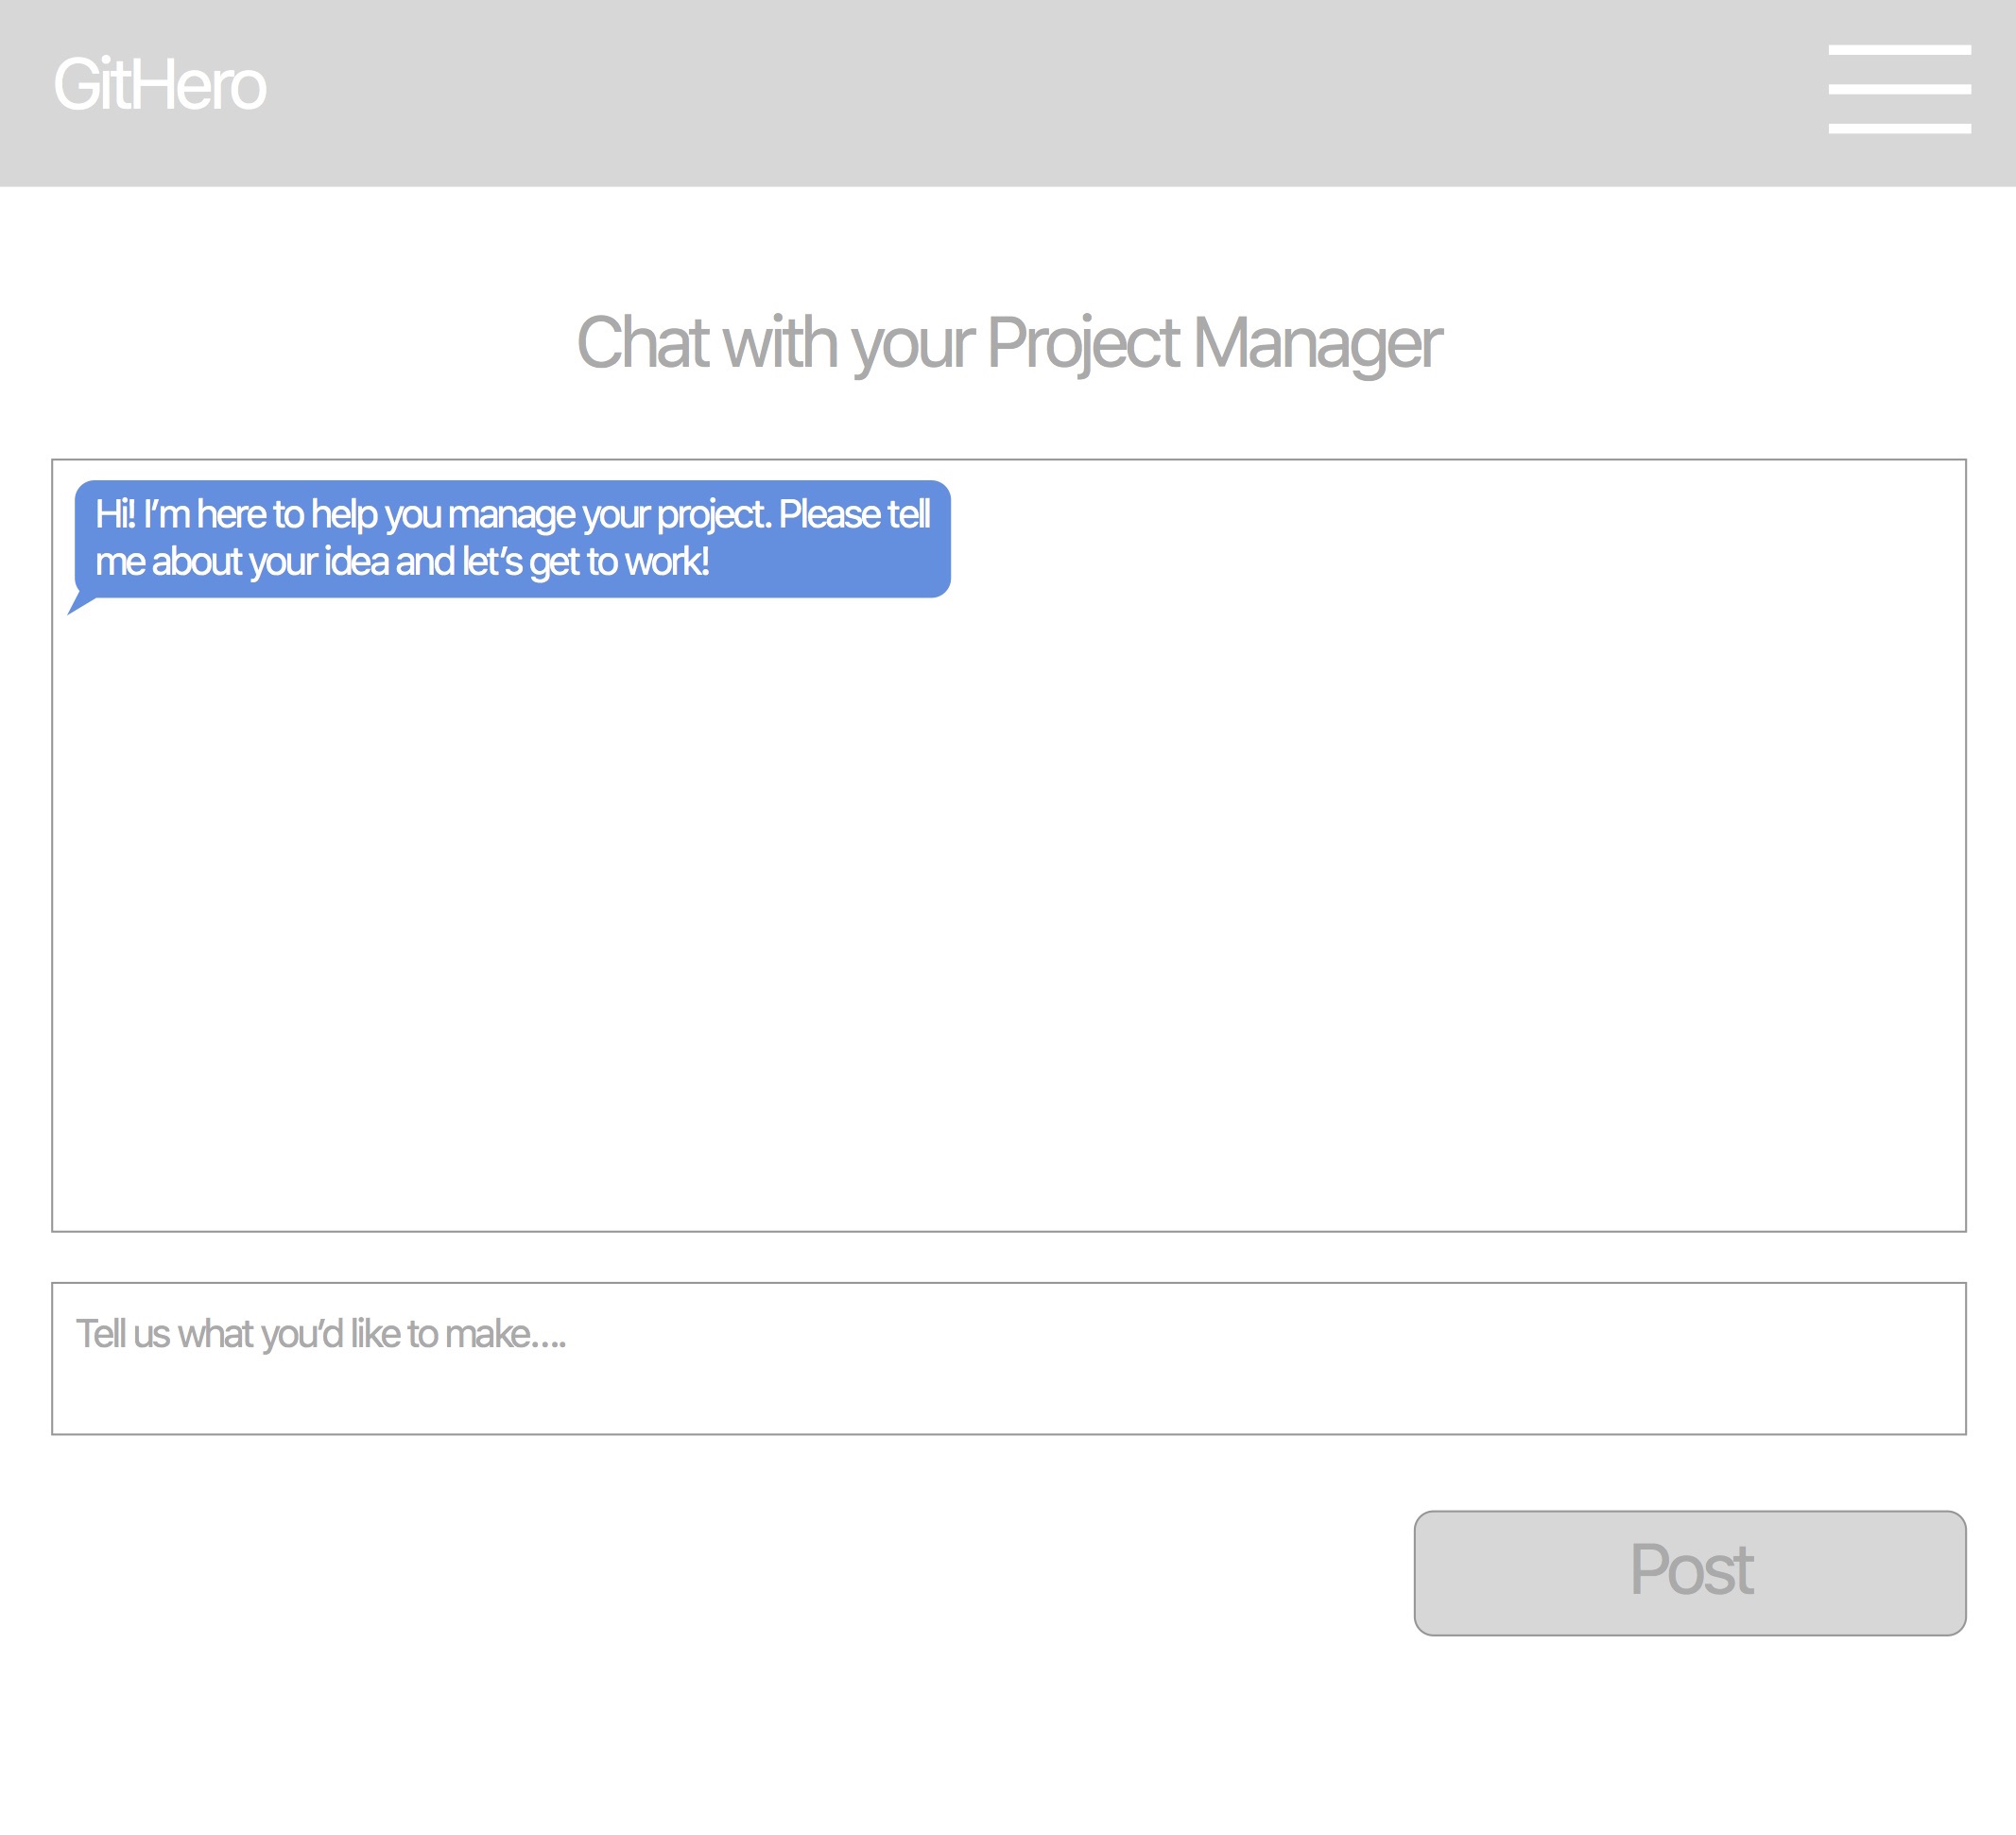 GitHero
Chat with your Project Manager
Hi! I’m here to help you manage your project. Please tell
me about your idea and let’s get to work!
Tell us what you’d like to make….
Post